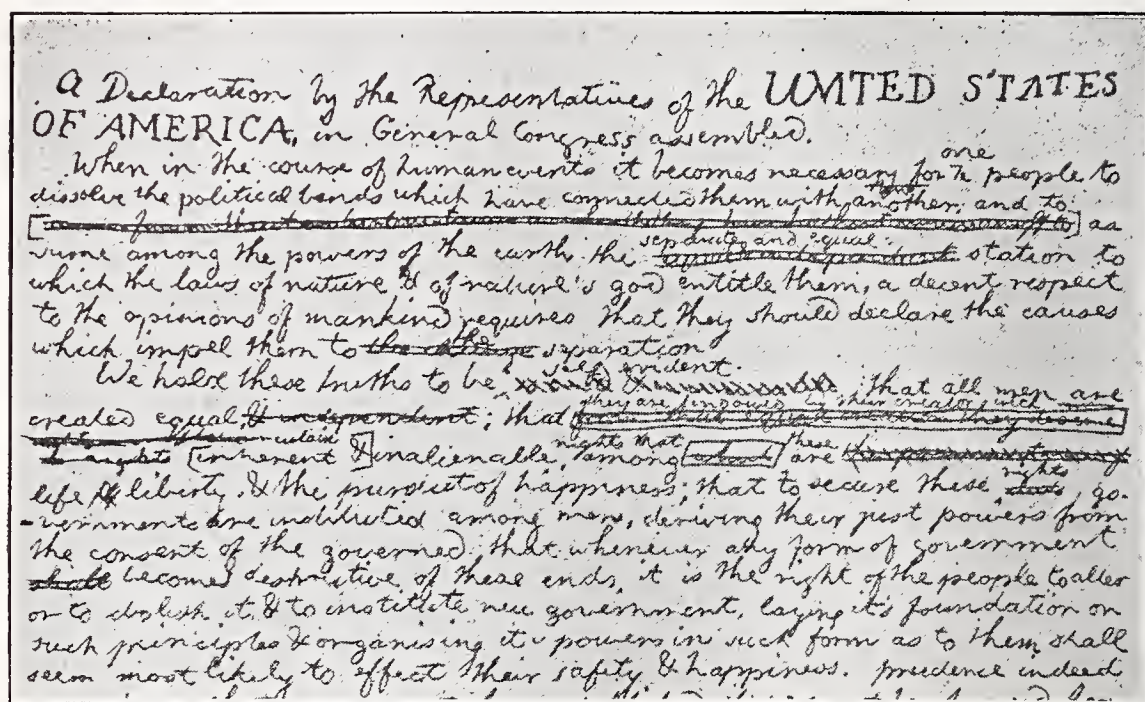 A Declaration by the Representatives of the UNITED STATES
OF AMERICA, in General Congress assembled.
one
When in the course of human events it becomes necessary for a people to
dissolve the political bands which have connected them with another, and to
as
separate and equal
sume among the powers of the earth the station to
which the laws of nature & of nature's god entitle them, a decent respect
to the opinions of mankind requires that they should declare the causes
the
which impel them to separation
self evident
We hold these truths to be that all men are
they are endowed by their creator with
created equal & independent; that
certain rights that these
[inherent &] inalienable, among which are
rights
life & liberty, & the pursuit of happiness; that to secure these, go-
-vernments are instituted among men, deriving their just powers from
the consent of the governed, that whenever any form of government
shall becomes destructive of these ends, it is the right of the people to alter
or to abolish it, & to institute new government, laying it's foundation on
such principles & organising it's powers in such form as to them shall
seem most likely to effect their safety & happiness. prudence indeed